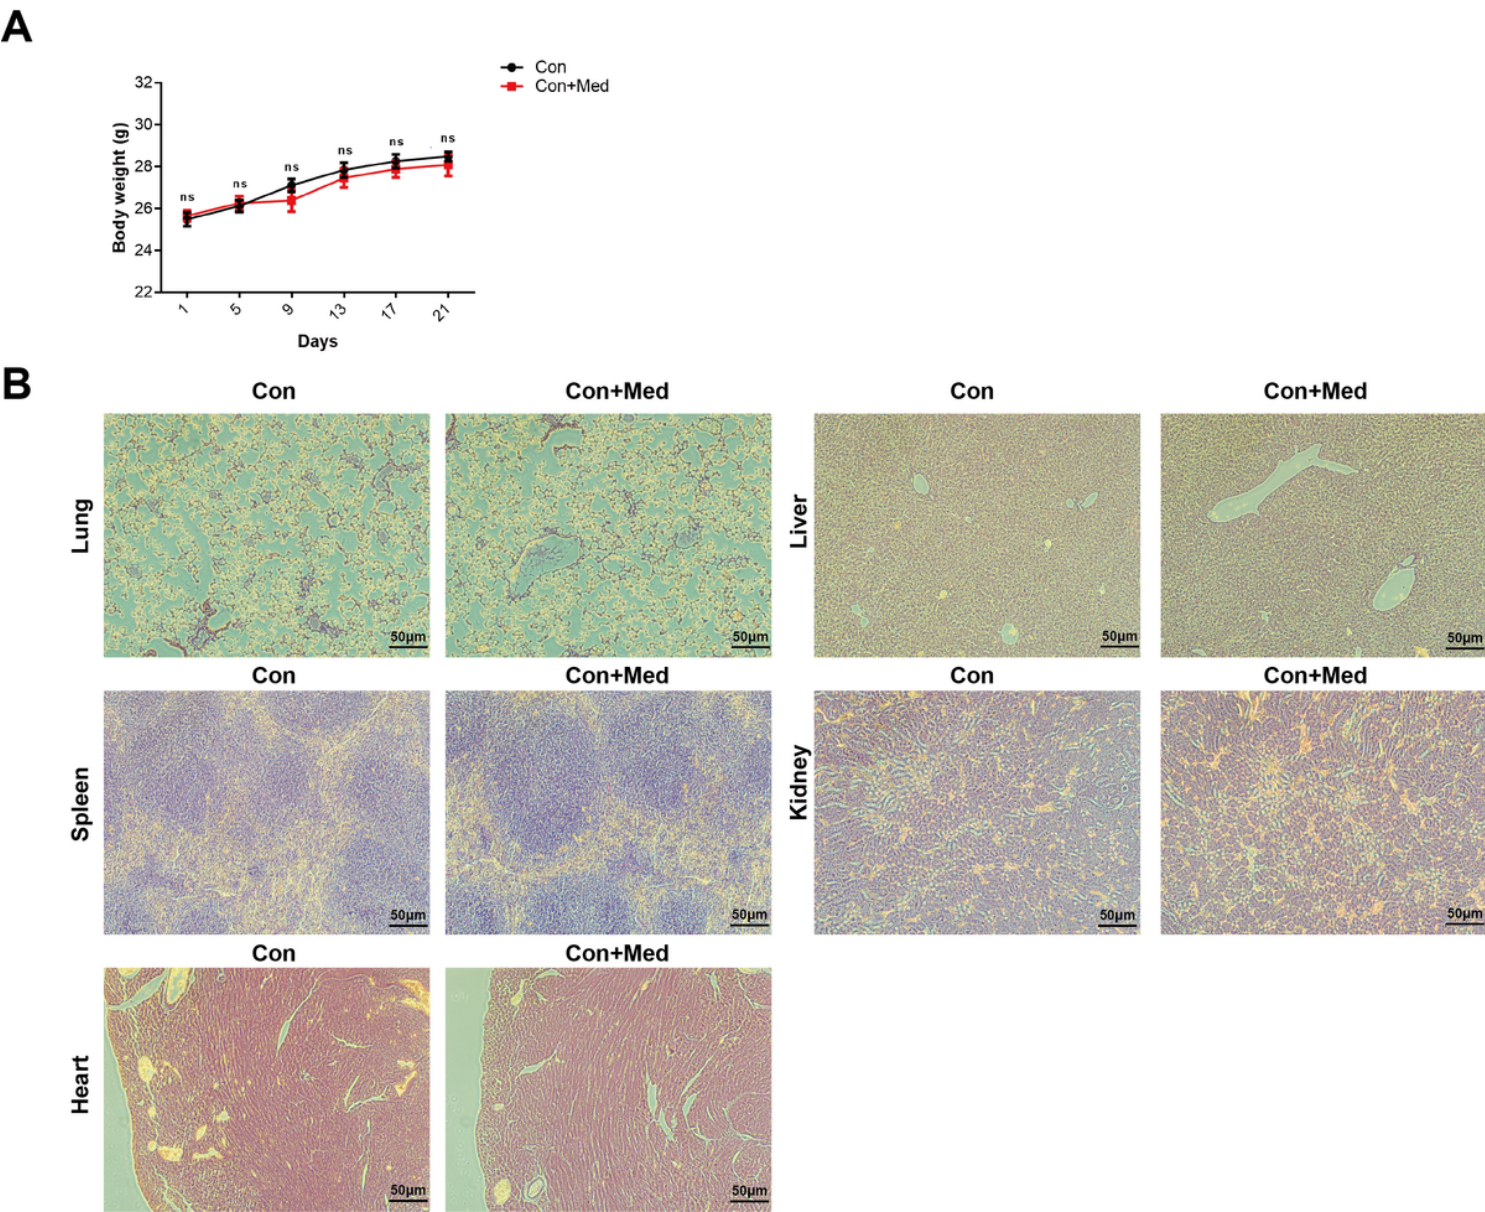 A
Con
Con+Med
32
30
28
26
24
22
Body weight (g)
ns
ns
ns
ns
ns
ns
1
5
9
13
17
21
Days
B
Con
Con+Med
Con
Con+Med
Lung
50µm
50µm
Liver
50µm
50µm
Con
Con+Med
Con
Con+Med
Spleen
50µm
50µm
Kidney
50µm
50µm
Con
Con+Med
Heart
50µm
50µm